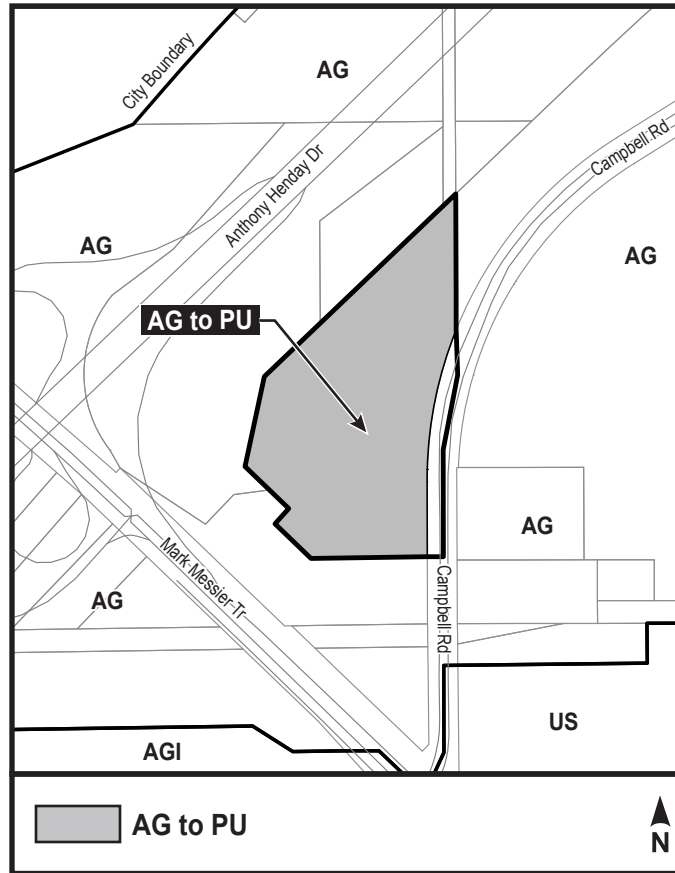 City Boundary
AG
Campbell Rd
Anthony Henday Dr
AG
AG
AG to PU
AG
Mark Messier Tr
AG
Campbell Rd
US
AGI
AG to PU
N